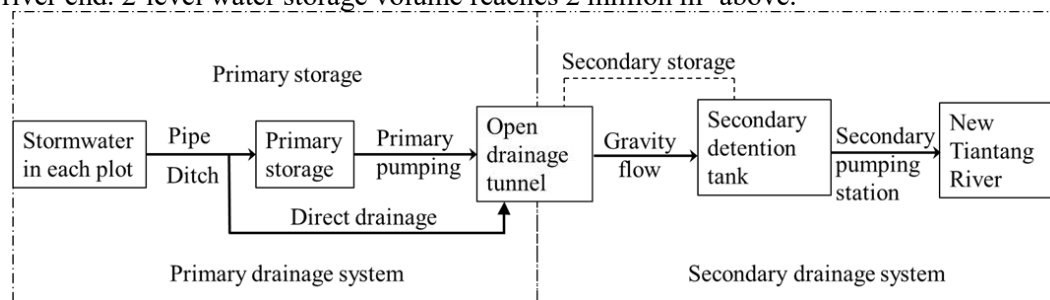 river end. 2-level water storage volume reaches 2 million m³ above.
Primary storage
Secondary storage
Stormwater
in each plot
Pipe
Ditch
Primary
storage
Primary
pumping
Open
drainage
tunnel
Gravity
flow
Secondary
detention
tank
Secondary
pumping
station
New
Tiantang
River
Direct drainage
Primary drainage system
Secondary drainage system